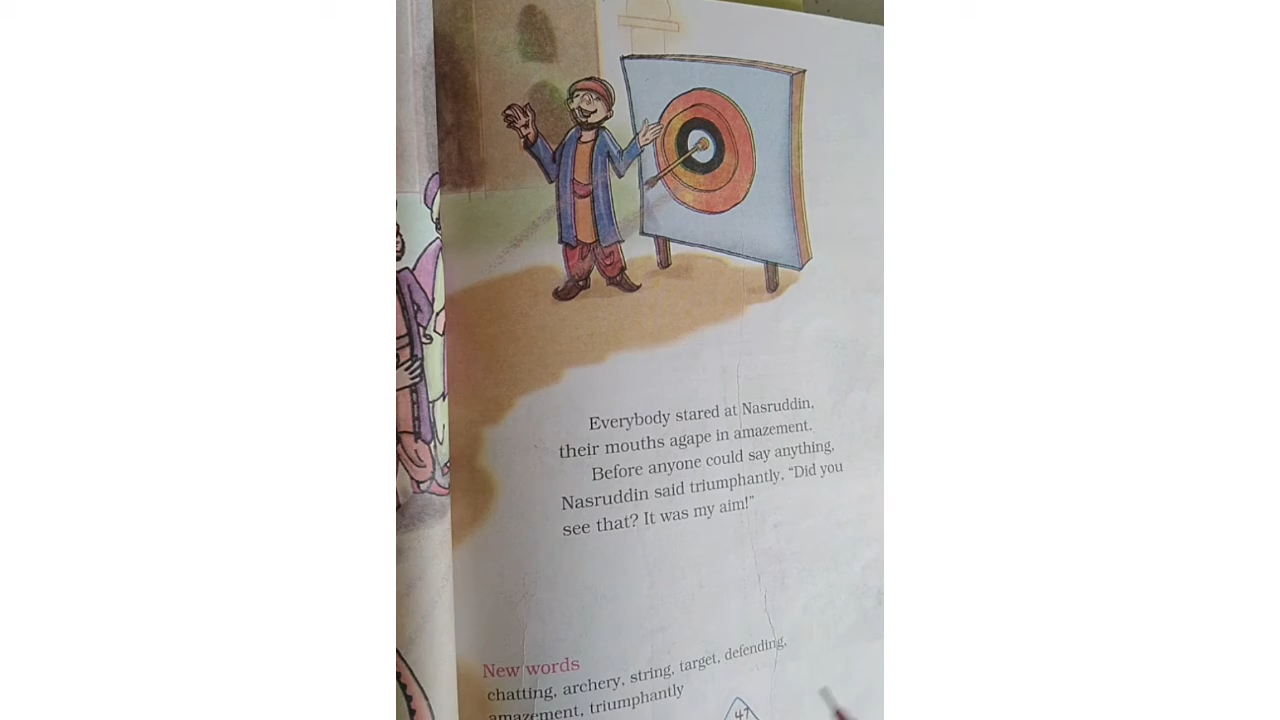 Everybody stared at Nasruddin,
their mouths agape in amazement.
Before anyone could say anything,
Nasruddin said triumphantly, “Did you
see that? It was my aim!”
New words
chatting, archery, string, target, defending,
amazement, triumphantly
47